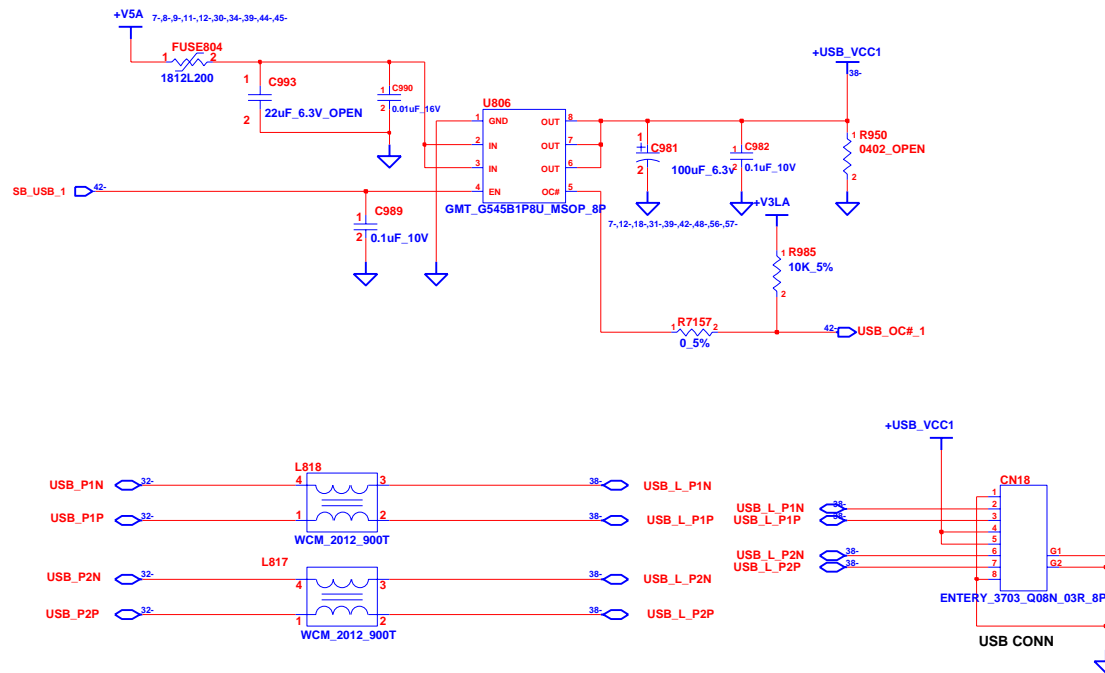 +V5A
7-,8-,9-,11-,12-,30-,34-,39-,44-,45-
FUSE804
1 2
1812L200
1 C993
2 22uF_6.3V_OPEN
1 C990
2 0.01uF_16V
U806
1 GND OUT 8
2 IN OUT 7
3 IN OUT 6
4 EN OC# 5
GMT_G545B1P8U_MSOP_8P
+USB_VCC1
38-
1 R950
0402_OPEN
2
1 C981
+
2 100uF_6.3v
1 C982
2 0.1uF_10V
SB_USB_1 42-
1 C989
2 0.1uF_10V
+V3LA
7-,12-,18-,31-,39-,42-,48-,56-,57-
1 R985
10K_5%
2
R7157
1 2
0_5%
42- USB_OC#_1
L818
USB_P1N 32- 4 3 38- USB_L_P1N
USB_P1P 32- 1 2 38- USB_L_P1P
WCM_2012_900T
L817
USB_P2N 32- 4 3 38- USB_L_P2N
USB_P2P 32- 1 2 38- USB_L_P2P
WCM_2012_900T
+USB_VCC1
CN18
1
USB_L_P1N 38- 2
USB_L_P1P 38- 3
4
5
USB_L_P2N 38- 6 G1
USB_L_P2P 38- 7 G2
8
ENTERY_3703_Q08N_03R_8P
USB CONN